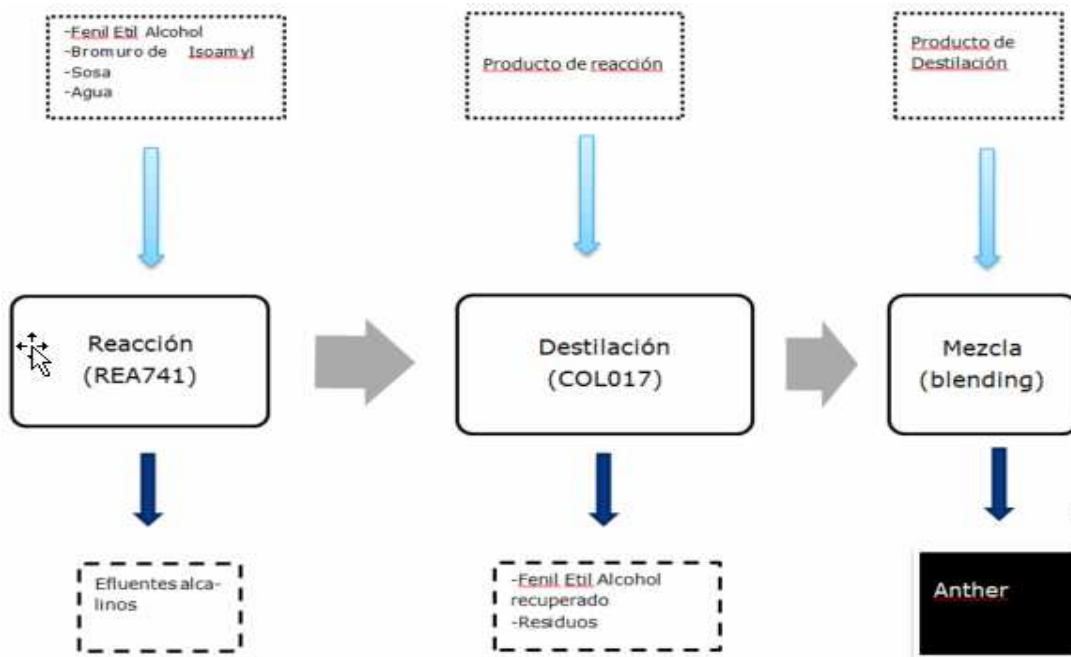 -Fenil Etil Alcohol
-Bromuro de Isoamyl
-Sosa
-Agua
Producto de reacción
Producto de
Destilación
Reacción
(REA741)
Destilación
(COL017)
Mezcla
(blending)
Efluentes alca-
linos
-Fenil Etil Alcohol
recuperado
-Residuos
Anther